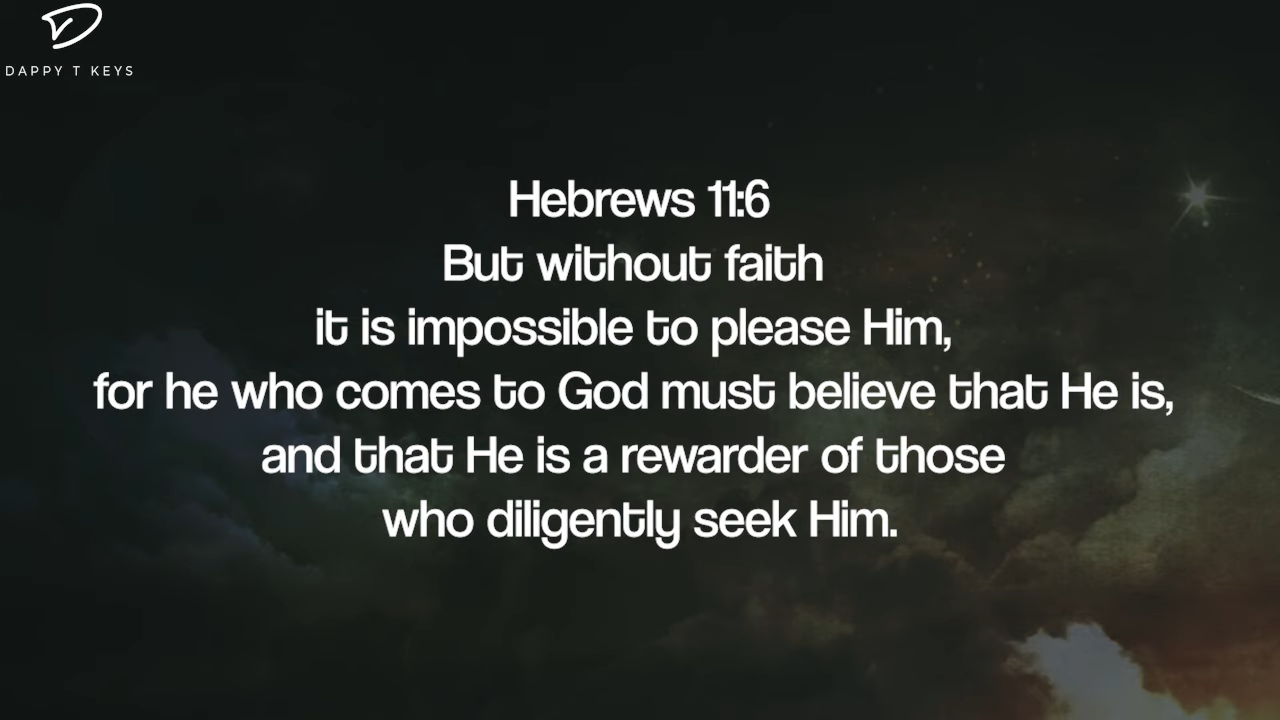 DAPPY T KEYS
Hebrews 11:6
But without faith
it is impossible to please Him,
for he who comes to God must believe that He is,
and that He is a rewarder of those
who diligently seek Him.